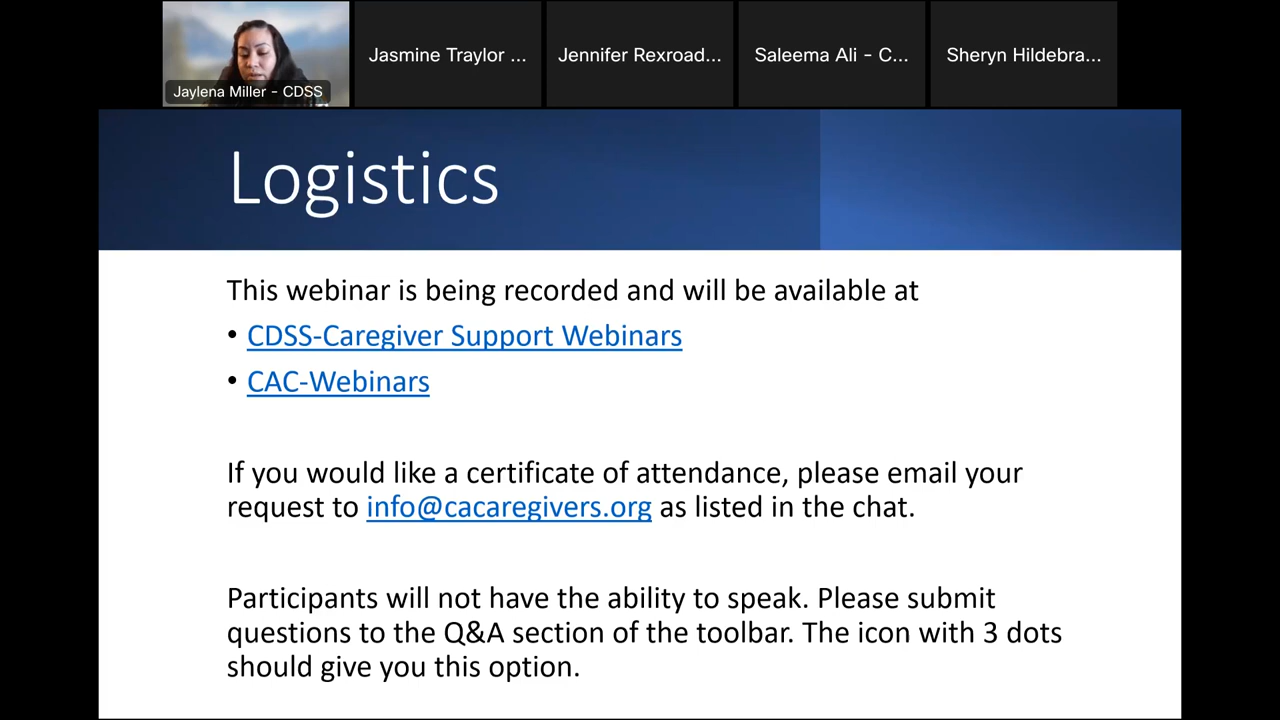 Jaylena Miller - CDSS
Jasmine Traylor ...
Jennifer Rexroad...
Saleema Ali - C...
Sheryn Hildebra...
Logistics
This webinar is being recorded and will be available at
• CDSS-Caregiver Support Webinars
• CAC-Webinars
If you would like a certificate of attendance, please email your
request to info@cacaregivers.org as listed in the chat.
Participants will not have the ability to speak. Please submit
questions to the Q&A section of the toolbar. The icon with 3 dots
should give you this option.